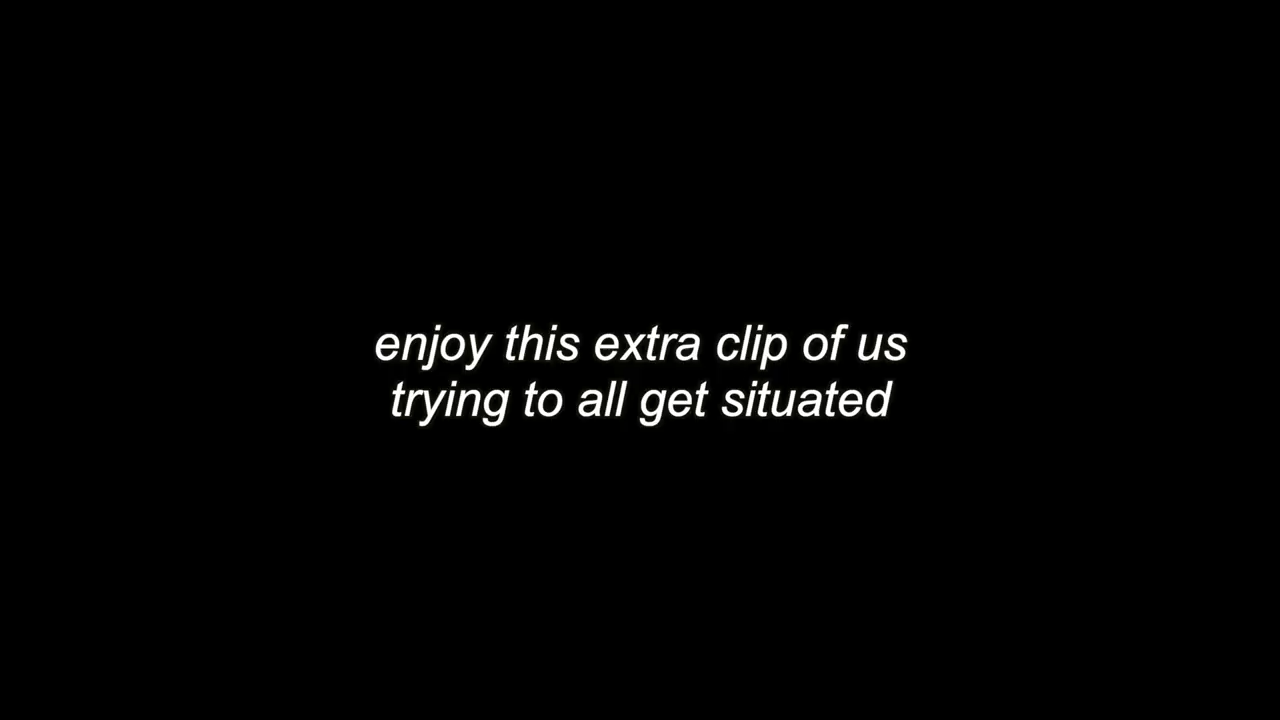 enjoy this extra clip of us
trying to all get situated